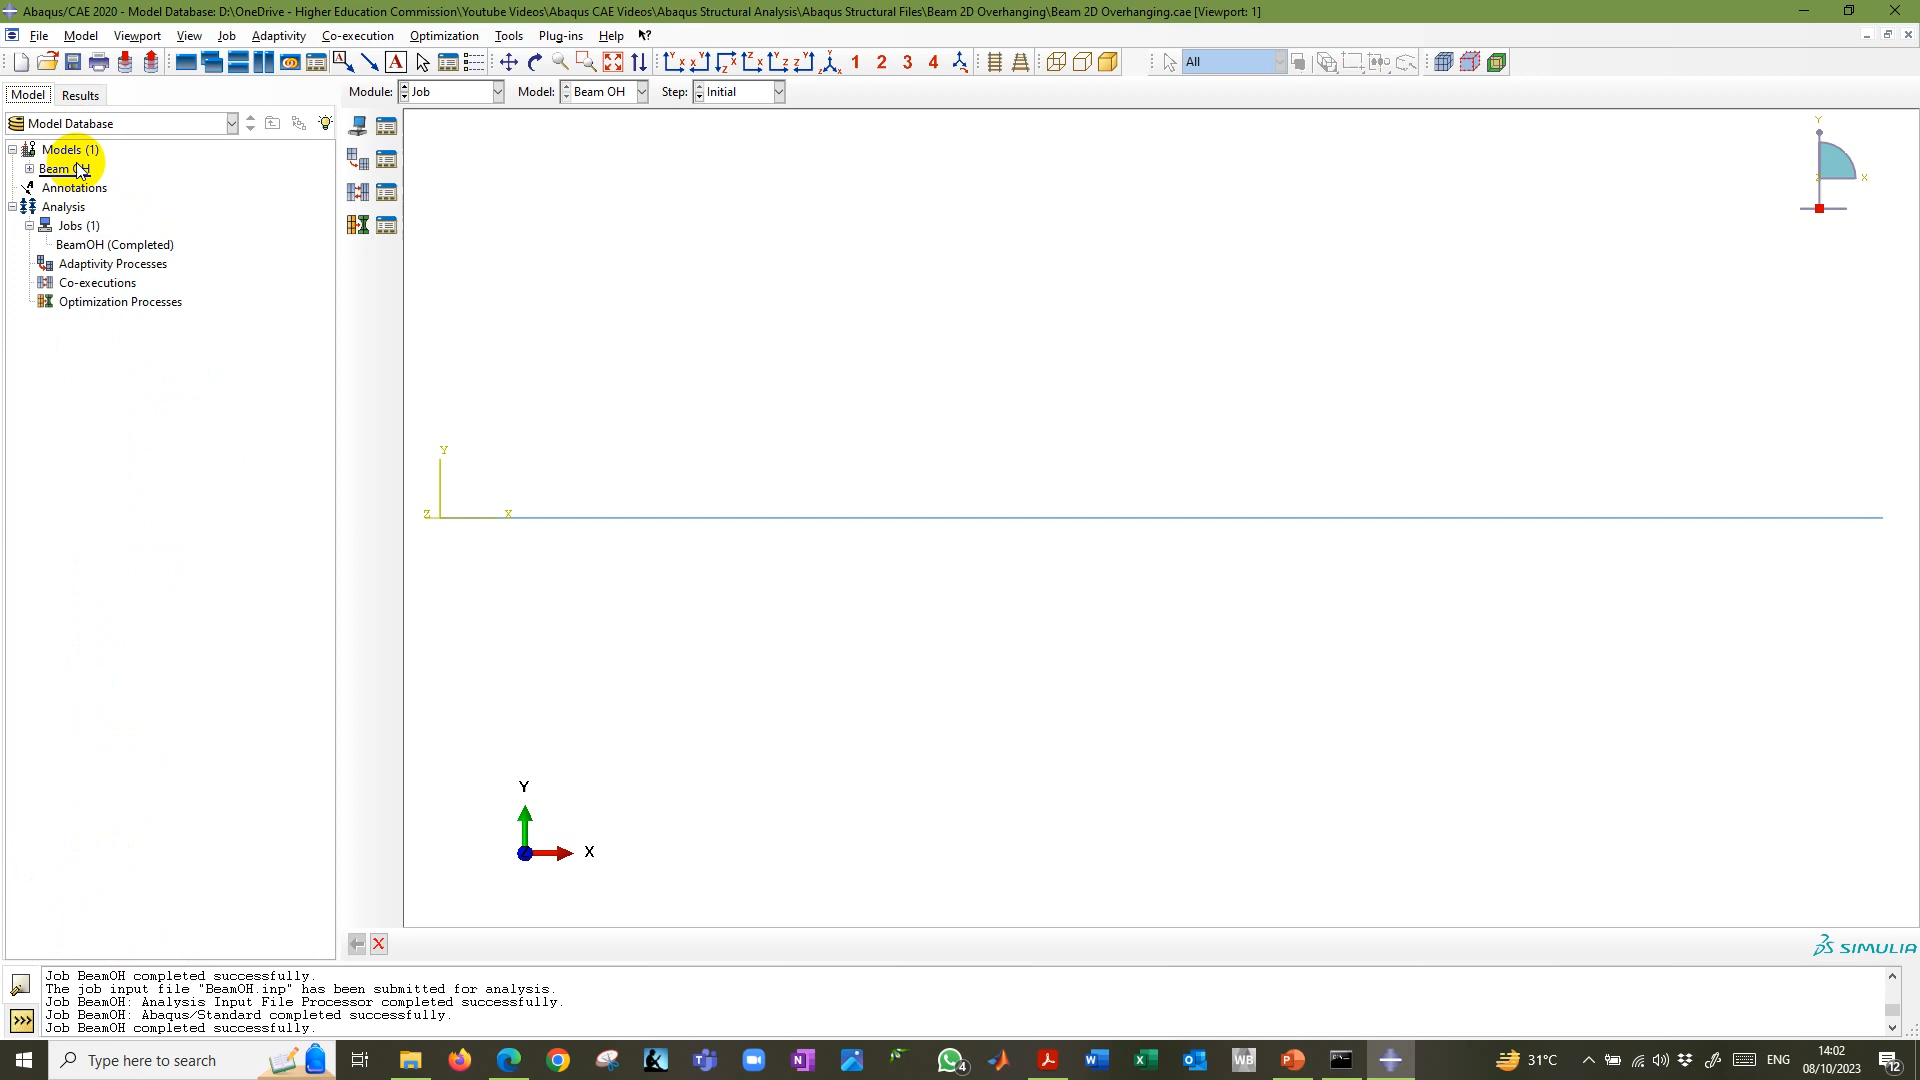 Abaqus/CAE 2020 - Model Database: D:\OneDrive - Higher Education Commission\Youtube Videos\Abaqus CAE Videos\Abaqus Structural Analysis\Abaqus Structural Files\Beam 2D Overhanging\Beam 2D Overhanging.cae [Viewport: 1]
File Model Viewport View Job Adaptivity Co-execution Optimization Tools Plug-ins Help
1 2 3 4 All
Model Results
Module: Job Model: Beam OH Step: Initial
Model Database
Models (1)
Beam OH
Annotations
Analysis
Jobs (1)
BeamOH (Completed)
Adaptivity Processes
Co-executions
Optimization Processes
Y
Z X
Y
Z X
Y
X
SIMULIA
Job BeamOH completed successfully.
The job input file "BeamOH.inp" has been submitted for analysis.
Job BeamOH: Analysis Input File Processor completed successfully.
Job BeamOH: Abaqus/Standard completed successfully.
Job BeamOH completed successfully.
Type here to search
4
31°C
ENG
14:02
08/10/2023
12